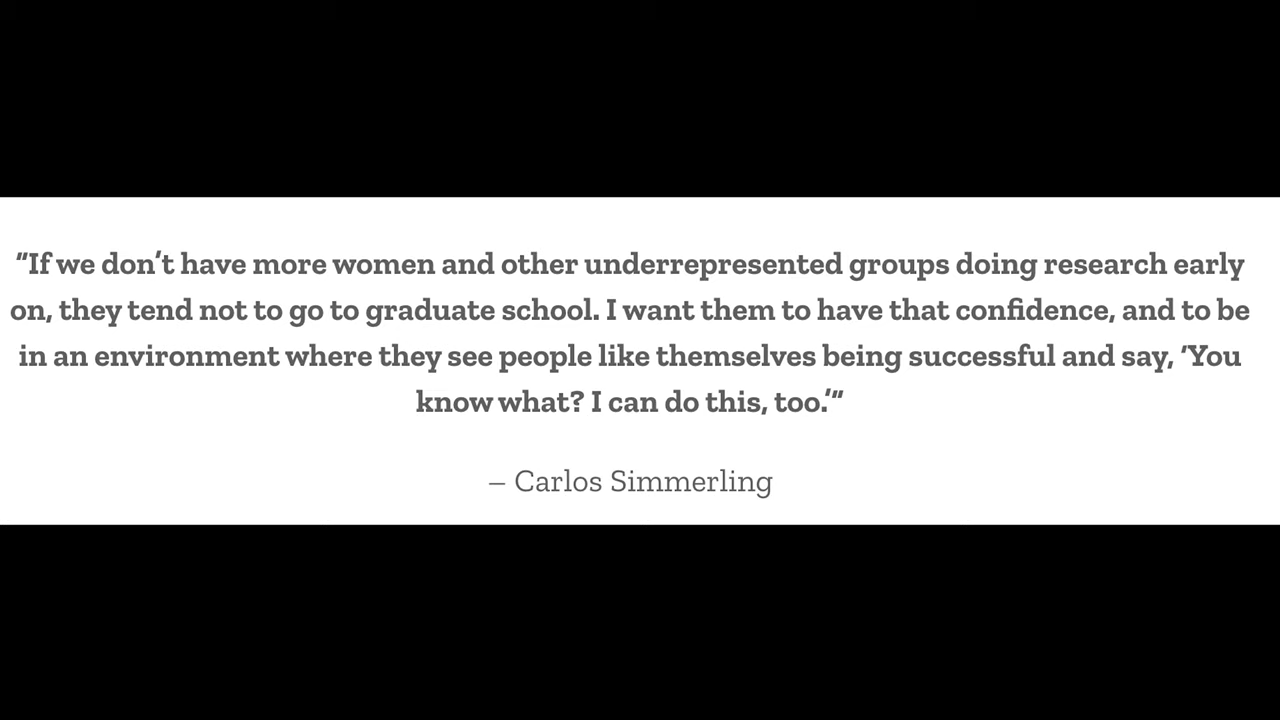 "If we don't have more women and other underrepresented groups doing research early
on, they tend not to go to graduate school. I want them to have that confidence, and to be
in an environment where they see people like themselves being successful and say, 'You
know what? I can do this, too.'"
– Carlos Simmerling